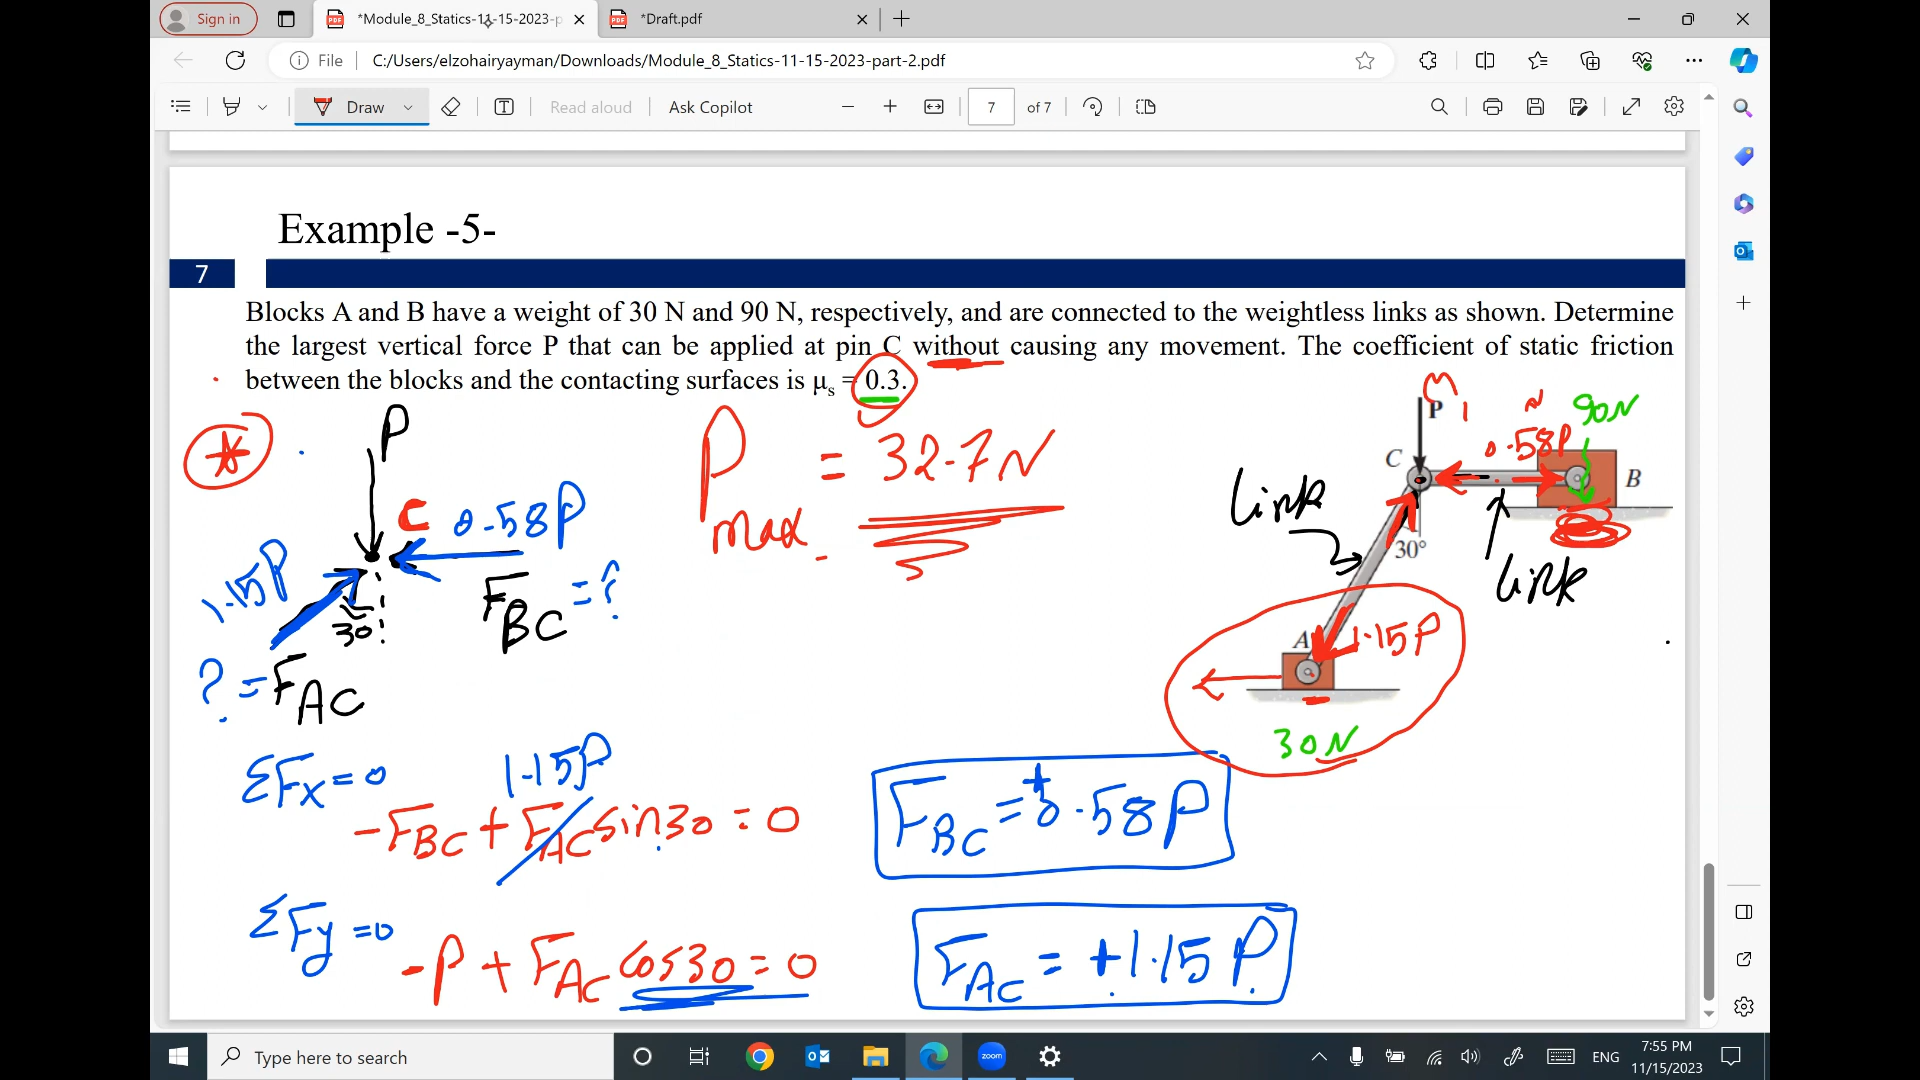 Sign in
*Module_8_Statics-11-15-2023-p
*Draft.pdf
File
C:/Users/elzohairyayman/Downloads/Module_8_Statics-11-15-2023-part-2.pdf
Draw
Read aloud
Ask Copilot
7
of 7
Example -5-
7
Blocks A and B have a weight of 30 N and 90 N, respectively, and are connected to the weightless links as shown. Determine
the largest vertical force P that can be applied at pin C without causing any movement. The coefficient of static friction
between the blocks and the contacting surfaces is μs = 0.3.
P
C
0.58P
1.15P
30
FBC = ?
? = FAC
Pmax. = 32.7N
P
90N
0.58P
C
B
Link
30°
Link
A
1.15P
30N
ΣFx = 0
1.15P
-FBC + FAC sin30 = 0
FBC = +0.58P
ΣFy = 0
-P + FAC cos30 = 0
FAC = +1.15P
Type here to search
zoom
ENG
7:55 PM
11/15/2023